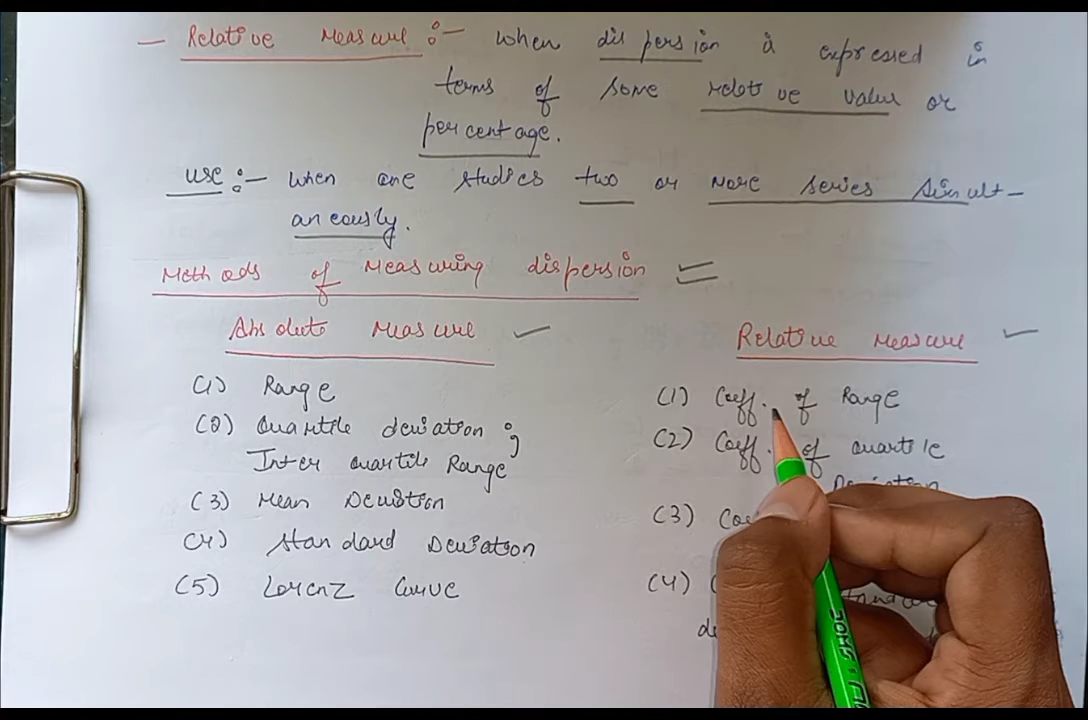 — Relative Measure :- When dispersion is expressed in
terms of some relative value or
percentage.
use :- When one studies two or more series simult-
aneously.
Methods of Measuring dispersion
Absolute Measure
(1) Range
(2) Quartile deviation ;
Inter quartile Range
(3) Mean Deviation
(4) Standard Deviation
(5) Lorenz Curve
Relative Measure
(1) Coeff. of Range
(2) Coeff. of quartile
Deviation
(3)
(4)